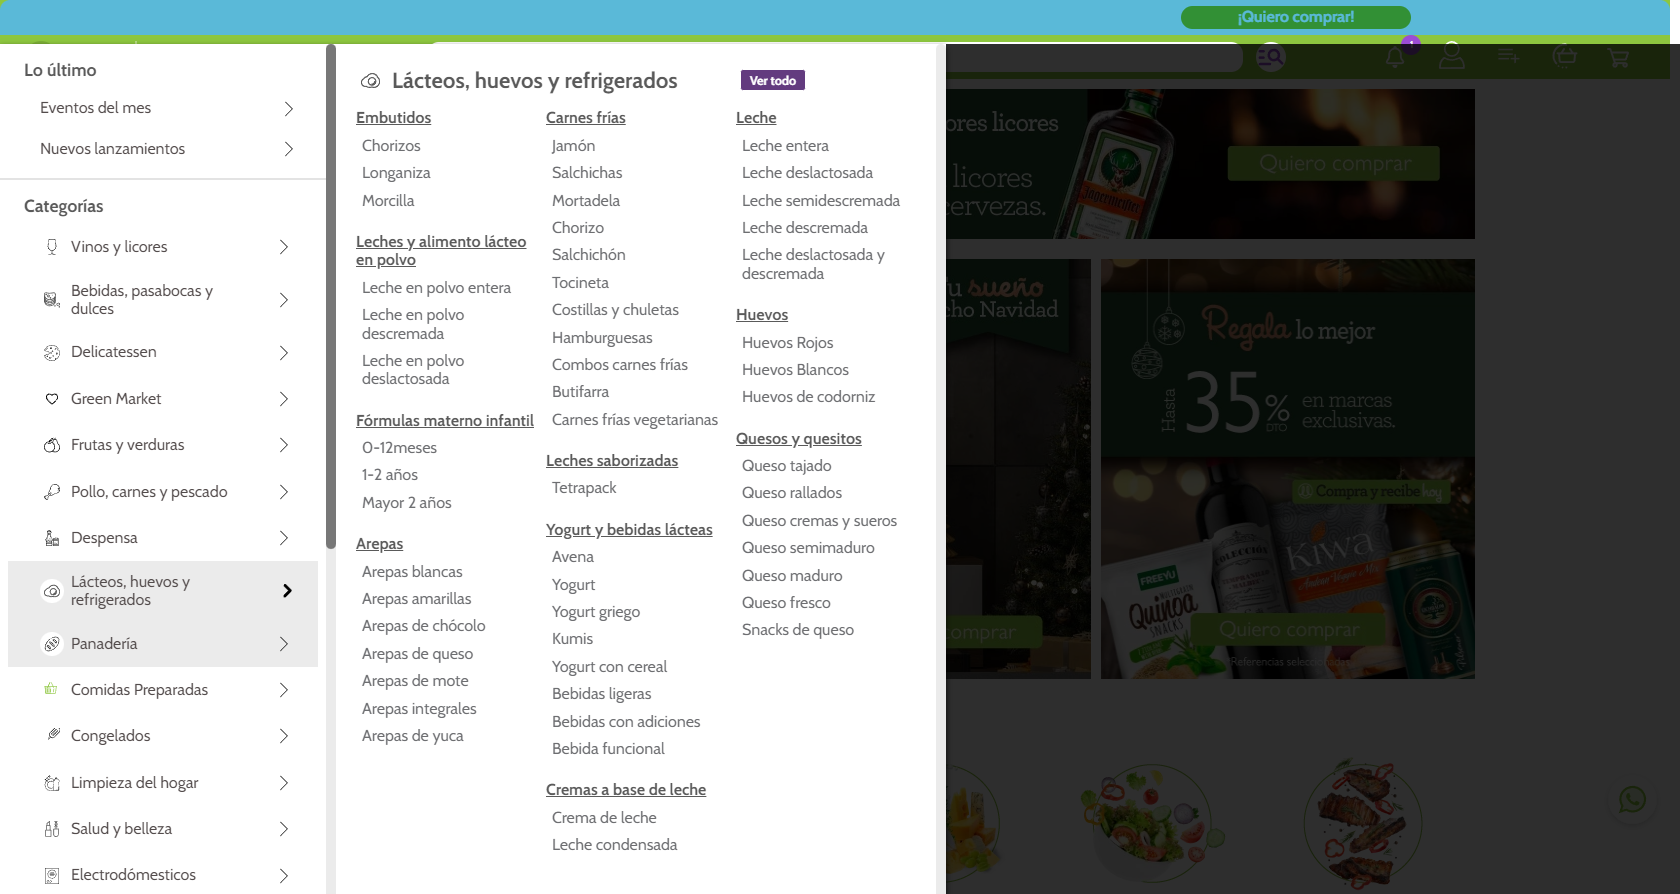 ¡Quiero comprar!
1
Lo último
Eventos del mes
Nuevos lanzamientos
Categorías
Vinos y licores
Bebidas, pasabocas y
dulces
Delicatessen
Green Market
Frutas y verduras
Pollo, carnes y pescado
Despensa
Lácteos, huevos y
refrigerados
Panadería
Comidas Preparadas
Congelados
Limpieza del hogar
Salud y belleza
Electrodómesticos
Lácteos, huevos y refrigerados
Ver todo
Embutidos
Chorizos
Longaniza
Morcilla
Leches y alimento lácteo
en polvo
Leche en polvo entera
Leche en polvo
descremada
Leche en polvo
deslactosada
Fórmulas materno infantil
0-12meses
1-2 años
Mayor 2 años
Arepas
Arepas blancas
Arepas amarillas
Arepas de chócolo
Arepas de queso
Arepas de mote
Arepas integrales
Arepas de yuca
Carnes frías
Jamón
Salchichas
Mortadela
Chorizo
Salchichón
Tocineta
Costillas y chuletas
Hamburguesas
Combos carnes frías
Butifarra
Carnes frías vegetarianas
Leches saborizadas
Tetrapack
Yogurt y bebidas lácteas
Avena
Yogurt
Yogurt griego
Kumis
Yogurt con cereal
Bebidas ligeras
Bebidas con adiciones
Bebida funcional
Cremas a base de leche
Crema de leche
Leche condensada
Leche
Leche entera
Leche deslactosada
Leche semidescremada
Leche descremada
Leche deslactosada y
descremada
Huevos
Huevos Rojos
Huevos Blancos
Huevos de codorniz
Quesos y quesitos
Queso tajado
Queso rallados
Queso cremas y sueros
Queso semimaduro
Queso maduro
Queso fresco
Snacks de queso
ores licores
licores
cervezas.
Jägermeister
Quiero comprar
Tu sueño
cho Navidad
comprar
Regala lo mejor
Hasta
35%
DTO
en marcas
exclusivas.
Compra y recibe hoy
COLECCIÓN
Kiwa
FREEYU
Quinoa
SNACKS
Quiero comprar
*Referencias seleccionadas